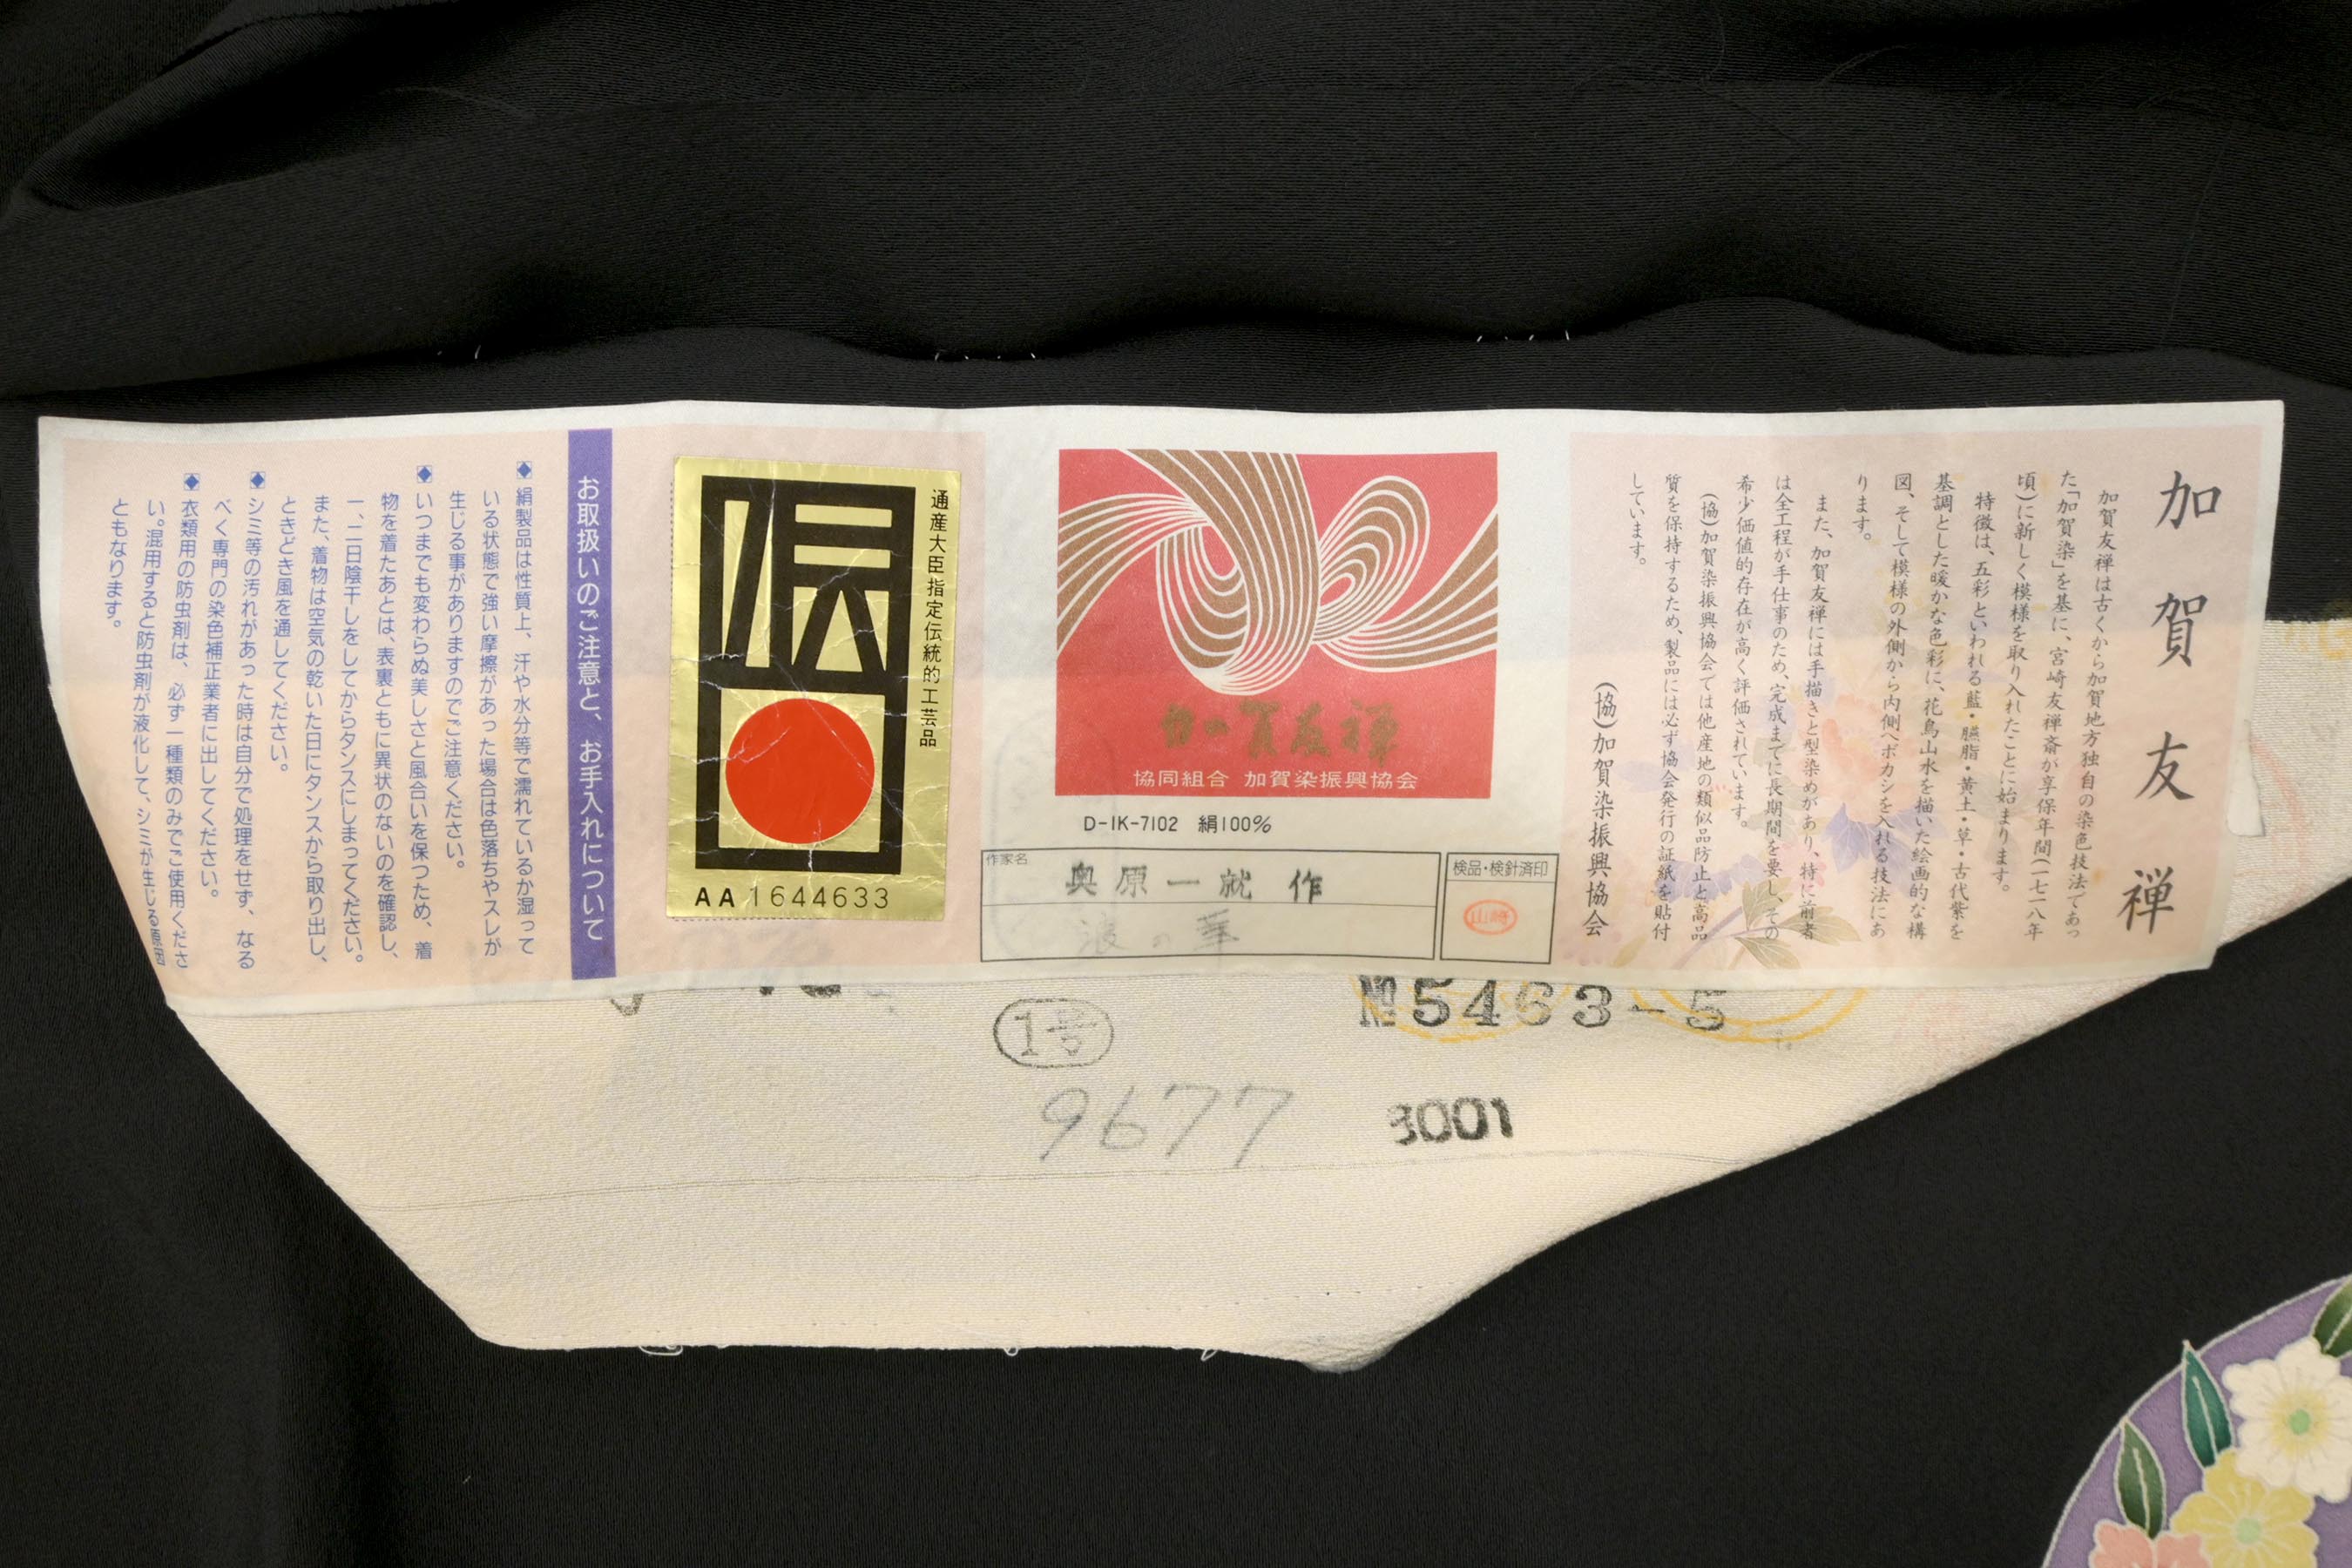 加賀友禅
加賀友禅は古くから加賀地方独自の染色技法であっ
た「加賀染」を基に、宮崎友禅斎が享保年間(一七一八年
頃)に新しく模様を取り入れたことに始まります。
特徴は、五彩といわれる藍・臙脂・黄土・草・古代紫を
基調とした暖かな色彩に、花鳥山水を描いた絵画的な構
図、そして模様の外側から内側へボカシを入れる技法にあ
ります。
また、加賀友禅には手描きと型染めがあり、特に前者
は全工程が手仕事のため、完成までに長期間を要し、その
希少価値的存在が高く評価されています。
(協)加賀染振興協会では他産地の類似品防止と高品
質を保持するため、製品には必ず協会発行の証紙を貼付
しています。
(協)加賀染振興協会
加賀友禅
協同組合 加賀染振興協会
D-IK-7102 絹100%
作家名
奥原一就 作
浪の華
検品・検針済印
山崎
通産大臣指定伝統的工芸品
伝
AA1644633
お取扱いのご注意と、お手入れについて
◆絹製品は性質上、汗や水分等で濡れているか湿って
いる状態で強い摩擦があった場合は色落ちやスレが
生じる事がありますのでご注意ください。
◆いつまでも変わらぬ美しさと風合いを保つため、着
物を着たあとは、表裏ともに異状のないのを確認し、
一、二日陰干しをしてからタンスにしまってください。
また、着物は空気の乾いた日にタンスから取り出し、
ときどき風を通してください。
◆シミ等の汚れがあった時は自分で処理をせず、なる
べく専門の染色補正業者に出してください。
◆衣類用の防虫剤は、必ず一種類のみでご使用くださ
い。混用すると防虫剤が液化して、シミが生じる原因
ともなります。
№5463-5
1号
9677
3001